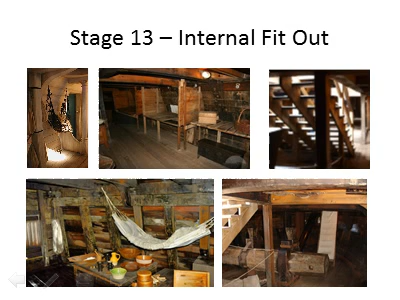 Stage 13 – Internal Fit Out